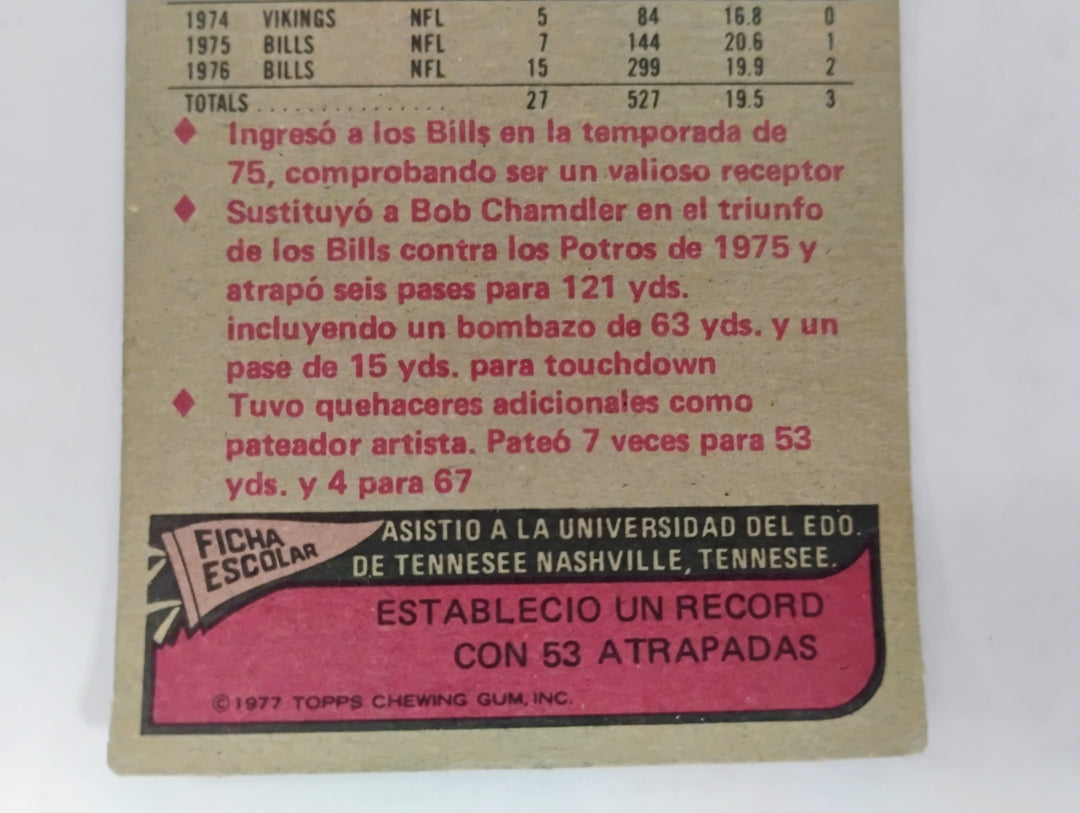 1974 VIKINGS NFL 5 84 16.8 0
1975 BILLS NFL 7 144 20.6 1
1976 BILLS NFL 15 299 19.9 2
TOTALS ................ 27 527 19.5 3
Ingresó a los Bills en la temporada de
75, comprobando ser un valioso receptor
Sustituyó a Bob Chamdler en el triunfo
de los Bills contra los Potros de 1975 y
atrapó seis pases para 121 yds.
incluyendo un bombazo de 63 yds. y un
pase de 15 yds. para touchdown
Tuvo quehaceres adicionales como
pateador artista. Pateó 7 veces para 53
yds. y 4 para 67
FICHA
ESCOLAR
ASISTIO A LA UNIVERSIDAD DEL EDO.
DE TENNESEE NASHVILLE, TENNESEE.
ESTABLECIO UN RECORD
CON 53 ATRAPADAS
©1977 TOPPS CHEWING GUM, INC.